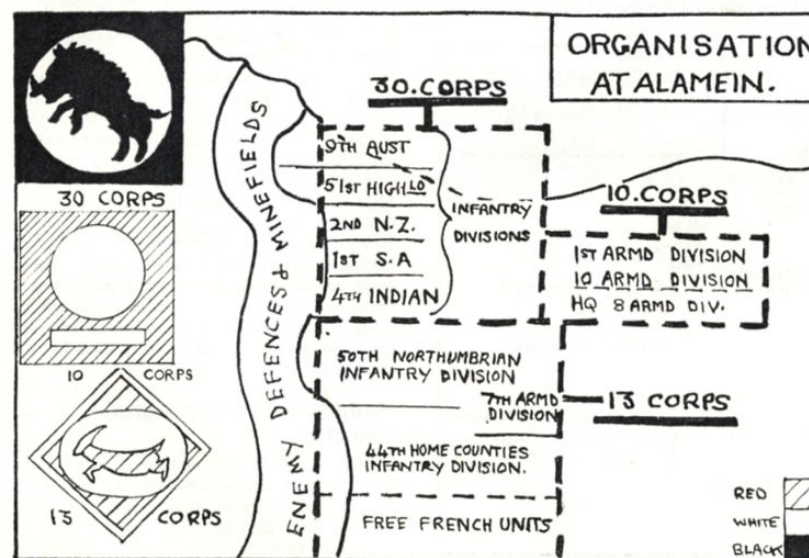 ORGANISATION
AT ALAMEIN.
30. CORPS
9TH AUST
51ST HIGHLD
2ND N.Z.
1ST S.A
4TH INDIAN
INFANTRY
DIVISIONS
10. CORPS
1ST ARMD DIVISION
10 ARMD DIVISION
HQ 8 ARMD DIV.
50TH NORTHUMBRIAN
INFANTRY DIVISION
7TH ARMD
DIVISION
13 CORPS
44TH HOME COUNTIES
INFANTRY DIVISION.
FREE FRENCH UNITS
ENEMY DEFENCES & MINEFIELDS
30 CORPS
10 CORPS
13 CORPS
RED
WHITE
BLACK